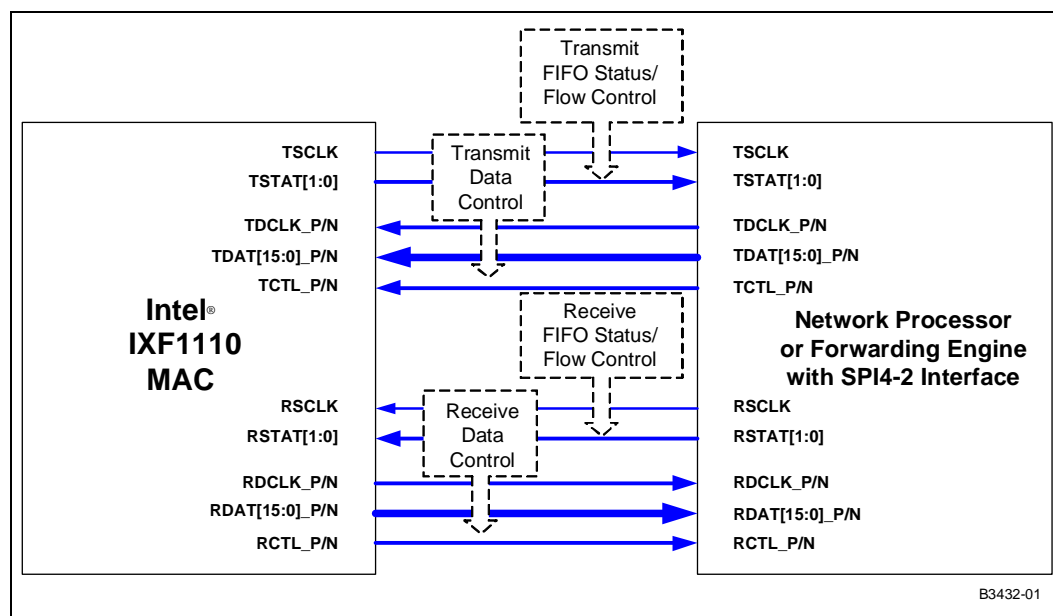 Transmit
FIFO Status/
Flow Control
TSCLK
Transmit
Data
Control
TSCLK
TSTAT[1:0]
TSTAT[1:0]
TDCLK_P/N
TDCLK_P/N
TDAT[15:0]_P/N
TDAT[15:0]_P/N
TCTL_P/N
TCTL_P/N
Intel®
IXF1110
MAC
Receive
FIFO Status/
Flow Control
Network Processor
or Forwarding Engine
with SPI4-2 Interface
RSCLK
Receive
Data
Control
RSCLK
RSTAT[1:0]
RSTAT[1:0]
RDCLK_P/N
RDCLK_P/N
RDAT[15:0]_P/N
RDAT[15:0]_P/N
RCTL_P/N
RCTL_P/N
B3432-01